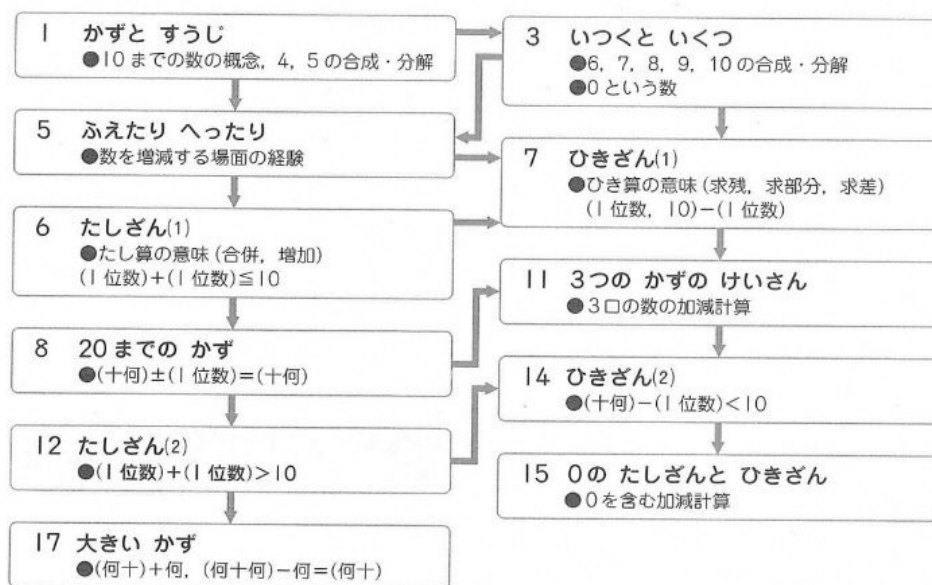 1 かずと すうじ
●10までの数の概念，4，5の合成・分解
3 いつくと いくつ
●6，7，8，9，10の合成・分解
●0という数
5 ふえたり へったり
●数を増減する場面の経験
7 ひきざん(1)
●ひき算の意味(求残，求部分，求差)
(1位数，10)－(1位数)
6 たしざん(1)
●たし算の意味(合併，増加)
(1位数)＋(1位数)≦10
11 3つの かずの けいさん
●3口の数の加減計算
8 20までの かず
●(十何)±(1位数)＝(十何)
14 ひきざん(2)
●(十何)－(1位数)＜10
12 たしざん(2)
●(1位数)＋(1位数)＞10
15 0の たしざんと ひきざん
●0を含む加減計算
17 大きい かず
●(何十)＋何，(何十何)－何＝(何十)